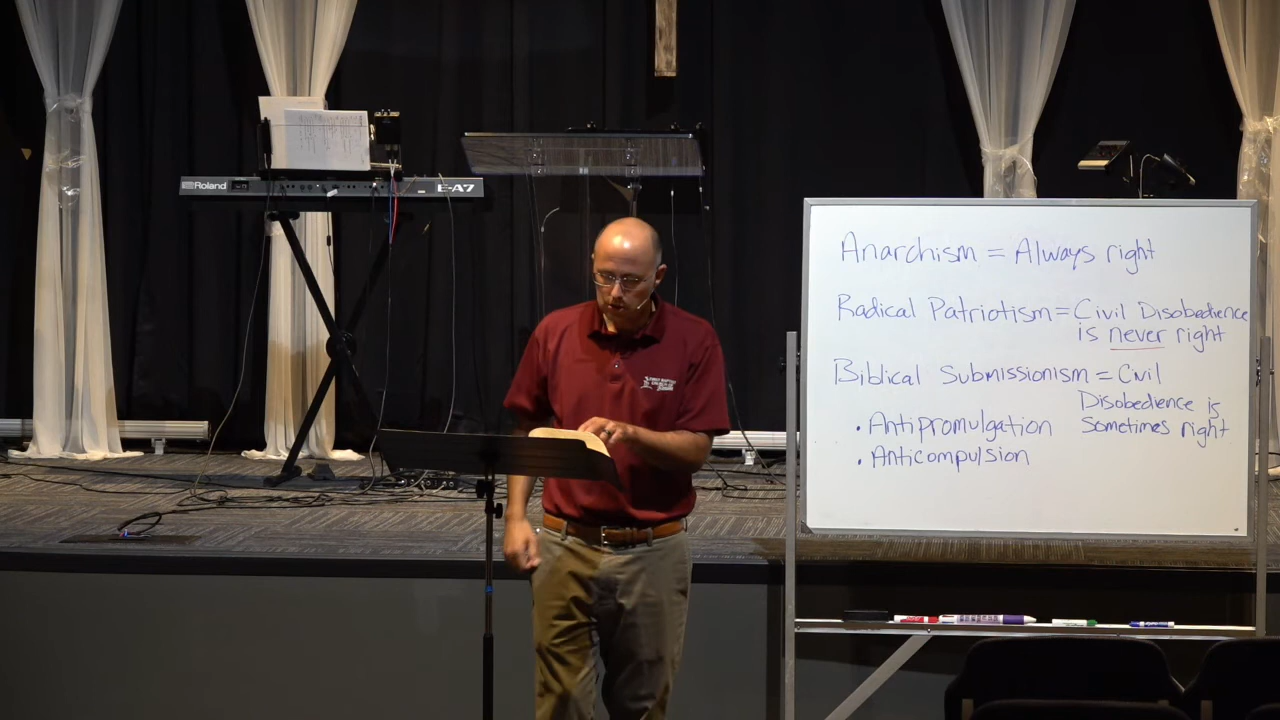 Roland
E-A7
Anarchism = Always right
Radical Patriotism = Civil Disobedience
is never right
Biblical Submissionism = Civil
Disobedience is
Sometimes right
• Antipromulgation
• Anticompulsion